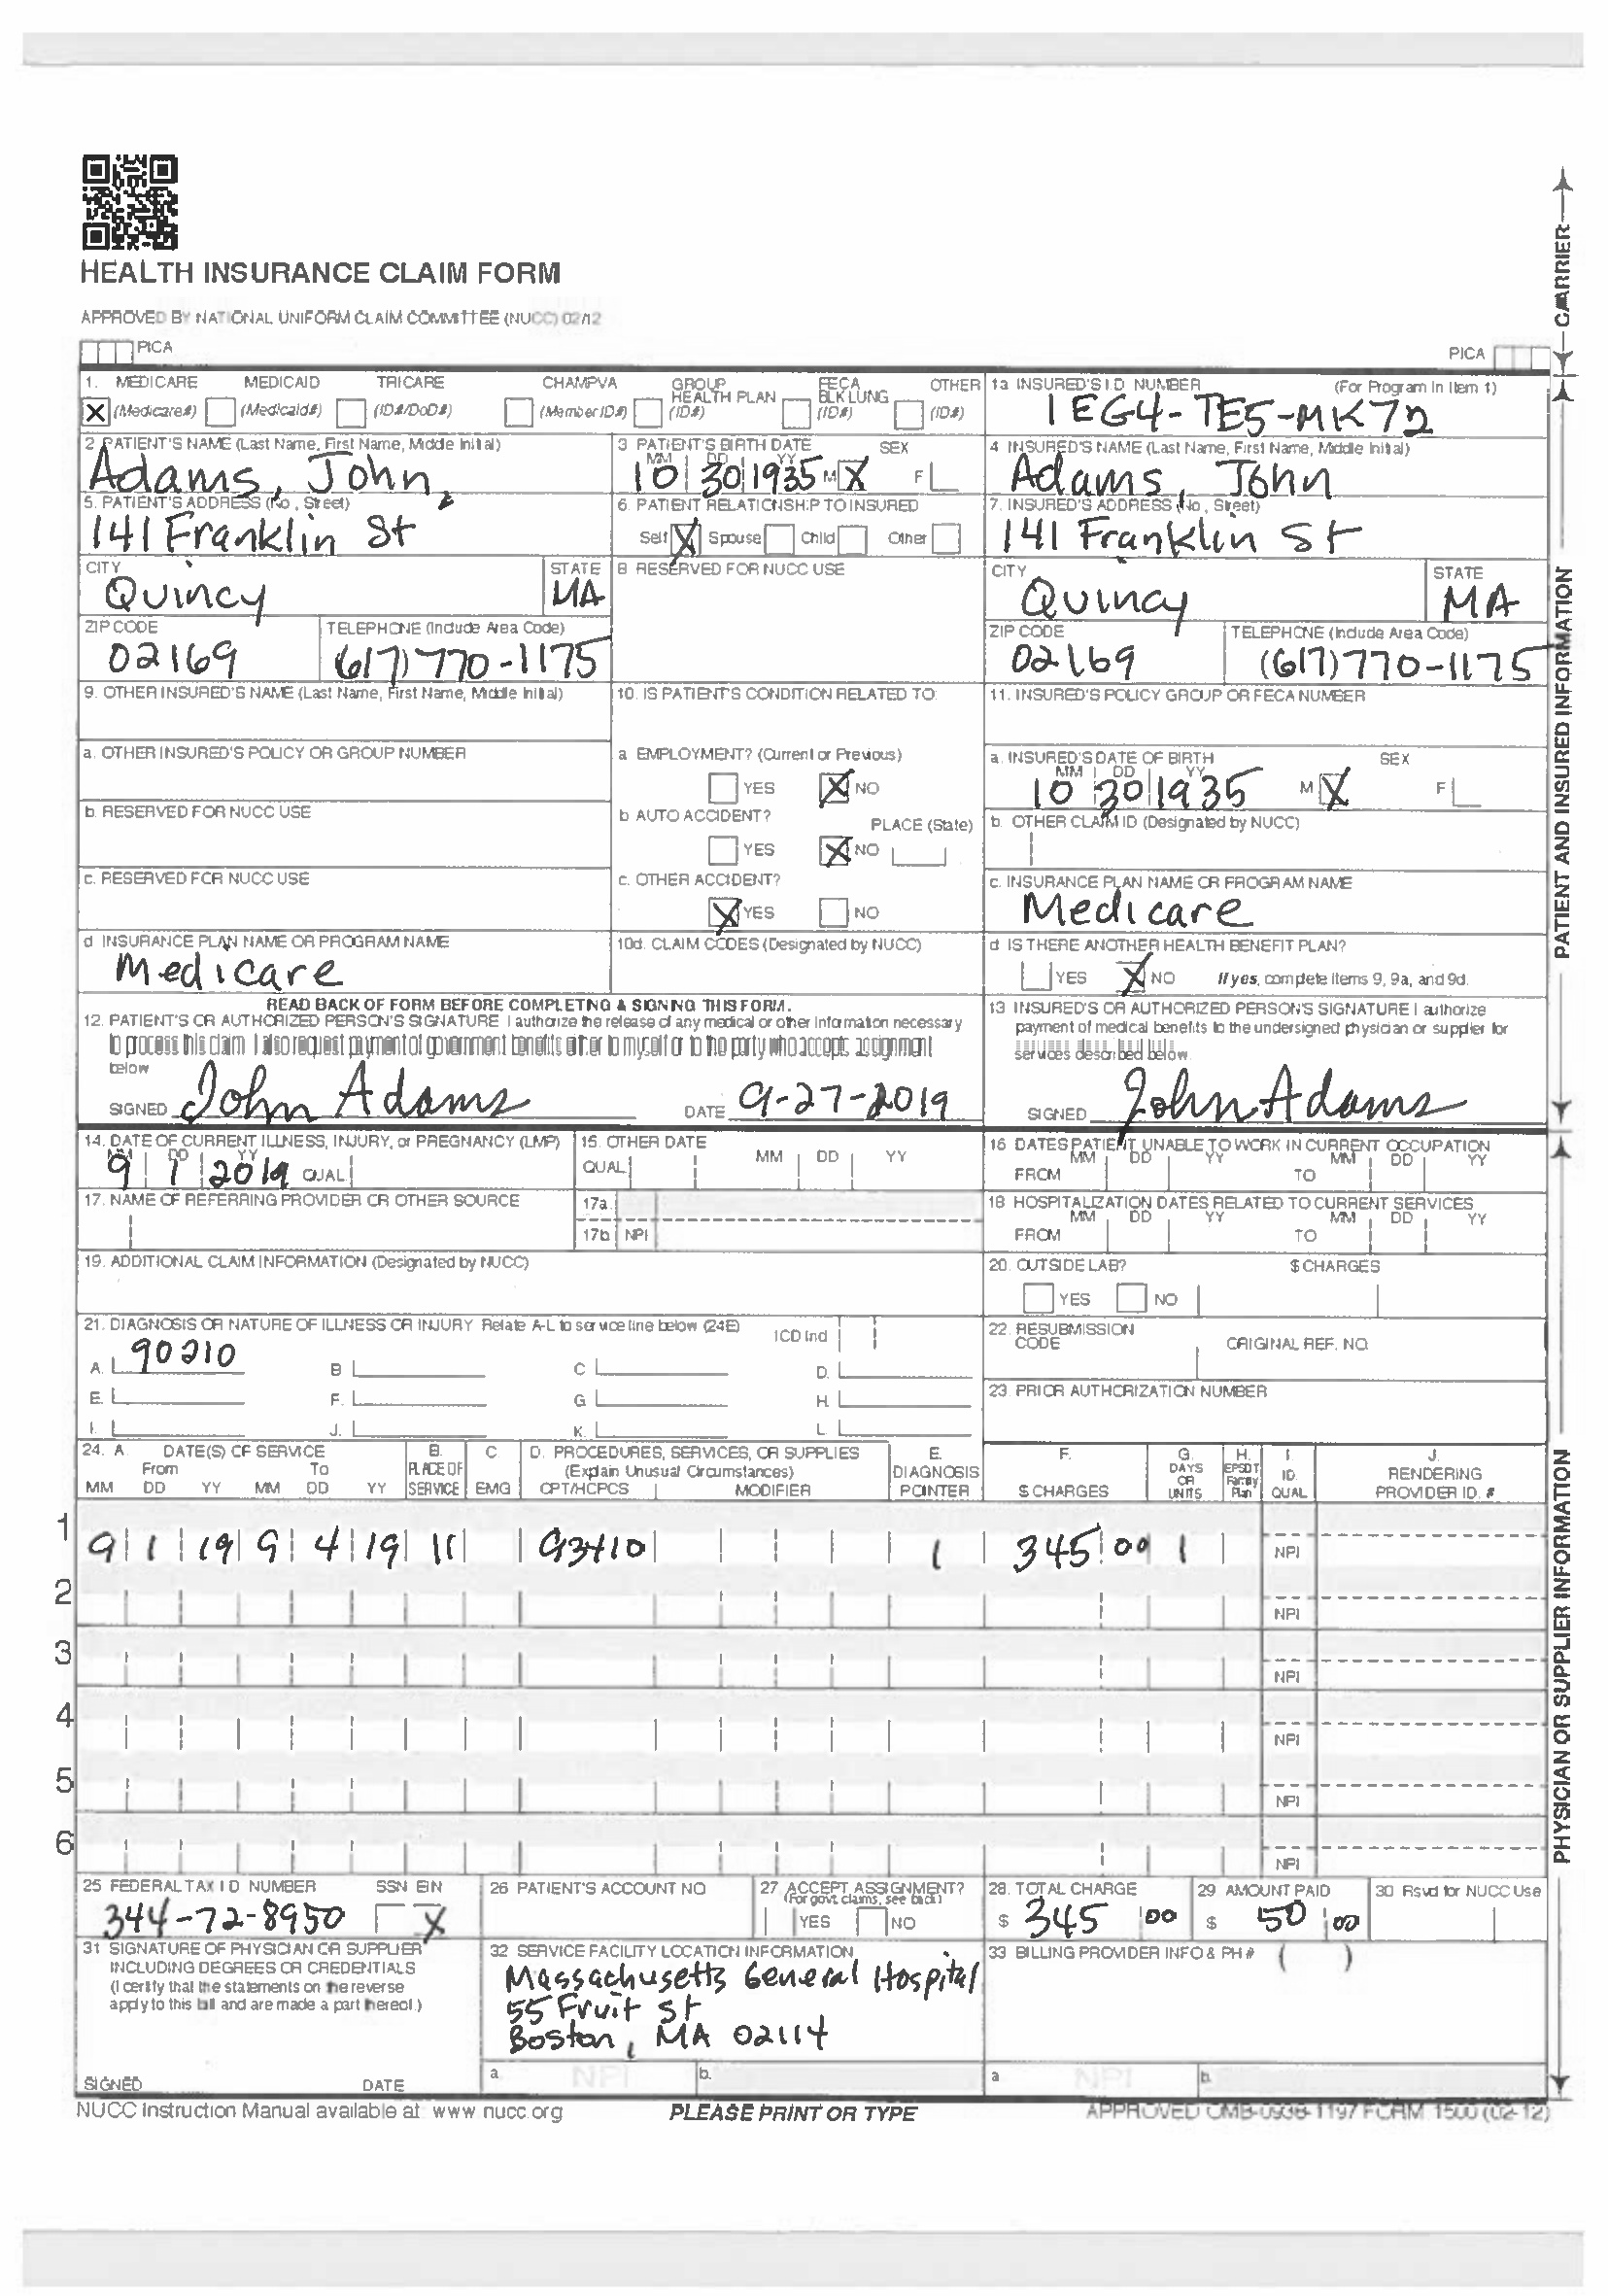 HEALTH INSURANCE CLAIM FORM
APPROVED BY NATIONAL UNIFORM CLAIM COMMITTEE (NUCC) 02/12
PICA
PICA
CARRIER
1. MEDICARE MEDICAID TRICARE CHAMPVA GROUP HEALTH PLAN FECA BLK LUNG OTHER
X (Medicare#) (Medicaid#) (ID#/DoD#) (Member ID#) (ID#) (ID#) (ID#)
1a INSURED'S I.D. NUMBER (For Program in Item 1)
1EG4-TE5-MK72
2 PATIENT'S NAME (Last Name, First Name, Middle Initial)
Adams, John,
3 PATIENT'S BIRTH DATE SEX
MM DD YY
10 30 1935 M X F
4 INSURED'S NAME (Last Name, First Name, Middle Initial)
Adams, John
5. PATIENT'S ADDRESS (No., Street)
141 Franklin St
6. PATIENT RELATIONSHIP TO INSURED
Self X Spouse Child Other
7. INSURED'S ADDRESS (No., Street)
141 Franklin St
CITY STATE
Quincy MA
8 RESERVED FOR NUCC USE
CITY STATE
Quincy MA
ZIP CODE TELEPHONE (Include Area Code)
02169 (617) 770-1175
ZIP CODE TELEPHONE (Include Area Code)
02169 (617) 770-1175
9. OTHER INSURED'S NAME (Last Name, First Name, Middle Initial)
10. IS PATIENT'S CONDITION RELATED TO:
11. INSURED'S POLICY GROUP OR FECA NUMBER
a. OTHER INSURED'S POLICY OR GROUP NUMBER
a EMPLOYMENT? (Current or Previous)
YES X NO
a. INSURED'S DATE OF BIRTH SEX
MM DD YY
10 30 1935 M X F
b. RESERVED FOR NUCC USE
b AUTO ACCIDENT? PLACE (State)
YES X NO
b. OTHER CLAIM ID (Designated by NUCC)
c. RESERVED FOR NUCC USE
c. OTHER ACCIDENT?
X YES NO
c. INSURANCE PLAN NAME OR PROGRAM NAME
Medicare
d INSURANCE PLAN NAME OR PROGRAM NAME
Medicare
10d. CLAIM CODES (Designated by NUCC)
d IS THERE ANOTHER HEALTH BENEFIT PLAN?
YES X NO If yes, complete items 9, 9a, and 9d.
READ BACK OF FORM BEFORE COMPLETING & SIGNING THIS FORM.
12. PATIENT'S OR AUTHORIZED PERSON'S SIGNATURE I authorize the release of any medical or other information necessary
to process this claim. I also request payment of government benefits either to myself or to the party who accepts assignment
below
SIGNED John Adams DATE 9-27-2019
13 INSURED'S OR AUTHORIZED PERSON'S SIGNATURE I authorize
payment of medical benefits to the undersigned physician or supplier for
services described below.
SIGNED John Adams
PATIENT AND INSURED INFORMATION
14. DATE OF CURRENT ILLNESS, INJURY, or PREGNANCY (LMP)
MM DD YY
9 1 2019 QUAL
15. OTHER DATE
QUAL MM DD YY
16 DATES PATIENT UNABLE TO WORK IN CURRENT OCCUPATION
MM DD YY MM DD YY
FROM TO
17. NAME OF REFERRING PROVIDER OR OTHER SOURCE
17a
17b NPI
18 HOSPITALIZATION DATES RELATED TO CURRENT SERVICES
MM DD YY MM DD YY
FROM TO
19. ADDITIONAL CLAIM INFORMATION (Designated by NUCC)
20. OUTSIDE LAB? $ CHARGES
YES NO
21. DIAGNOSIS OR NATURE OF ILLNESS OR INJURY Relate A-L to service line below (24E) ICD Ind
A. 90210 B C D.
E. F. G H.
I. J. K. L.
22. RESUBMISSION CODE ORIGINAL REF. NO.
23. PRIOR AUTHORIZATION NUMBER
24. A. DATE(S) OF SERVICE B. C D. PROCEDURES, SERVICES, OR SUPPLIES E. F. G. H. I. J.
From To PLACE OF (Explain Unusual Circumstances) DIAGNOSIS DAYS OR UNITS EPSDT Family Plan ID. QUAL RENDERING
MM DD YY MM DD YY SERVICE EMG CPT/HCPCS MODIFIER POINTER $ CHARGES PROVIDER ID. #
1 9 1 19 9 4 19 11 93410 1 345 00 1 NPI
2 NPI
3 NPI
4 NPI
5 NPI
6 NPI
25 FEDERAL TAX I D NUMBER SSN EIN
344-72-8950 X
26 PATIENT'S ACCOUNT NO
27 ACCEPT ASSIGNMENT?
(For govt. claims, see back)
YES NO
28. TOTAL CHARGE
$ 345 00
29 AMOUNT PAID
$ 50 00
30 Rsvd for NUCC Use
31 SIGNATURE OF PHYSICIAN OR SUPPLIER
INCLUDING DEGREES OR CREDENTIALS
(I certify that the statements on the reverse
apply to this bill and are made a part thereof.)
SIGNED DATE
32 SERVICE FACILITY LOCATION INFORMATION
Massachusetts General Hospital
55 Fruit St
Boston, MA 02114
a NPI b.
33 BILLING PROVIDER INFO & PH # ( )
a NPI b
PHYSICIAN OR SUPPLIER INFORMATION
NUCC Instruction Manual available at: www.nucc.org
PLEASE PRINT OR TYPE
APPROVED OMB-0938-1197 FORM 1500 (02-12)